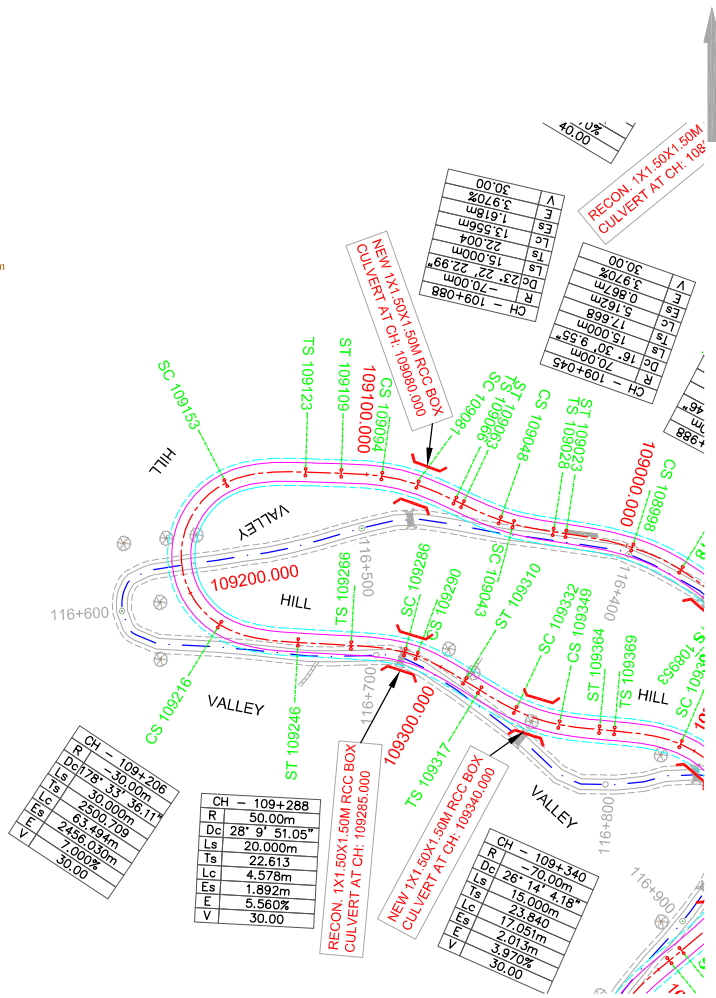 m
%
40.00
RECON. 1X1.50X1.50M
CULVERT AT CH: 108
CH - 109+088
R -70.00m
Dc 23° 22' 22.99"
Ls 15.000m
Ts 22.004
Lc 13.556m
Es 1.618m
E 3.970%
V 30.00
CH - 109+045
R 70.00m
Dc 16° 30' 9.55"
Ls 15.000m
Ts 17.668
Lc 5.162m
Es 0.867m
E 3.970%
V 30.00
46"
0m
+988
NEW 1X1.50X1.50M RCC BOX
CULVERT AT CH: 109080.000
SC 109153
TS 109123
ST 109109
109100.000
CS 109094
SC 109081
TS 109066
ST 109063
CS 109048
SC 109043
TS 109028
ST 109023
109000.000
CS 108998
HILL
VALLEY
116+500
116+400
116+600
109200.000
HILL
TS 109266
SC 109286
CS 109290
ST 109310
SC 109332
CS 109349
ST 109364
TS 109369
HILL
108953
VALLEY
116+700
CS 109216
ST 109246
109300.000
TS 109317
VALLEY
116+800
116+900
CH - 109+206
R -30.00m
Dc 178° 33' 36.11"
Ls 30.000m
Ts 2500.709
Lc 63.494m
Es 2456.030m
E 7.000%
V 30.00
CH - 109+288
R 50.00m
Dc 28° 9' 51.05"
Ls 20.000m
Ts 22.613
Lc 4.578m
Es 1.892m
E 5.560%
V 30.00
RECON. 1X1.50X1.50M RCC BOX
CULVERT AT CH: 109285.000
NEW 1X1.50X1.50M RCC BOX
CULVERT AT CH: 109340.000
CH - 109+340
R -70.00m
Dc 26° 14' 4.18"
Ls 15.000m
Ts 23.840
Lc 17.051m
Es 2.013m
E 3.970%
V 30.00